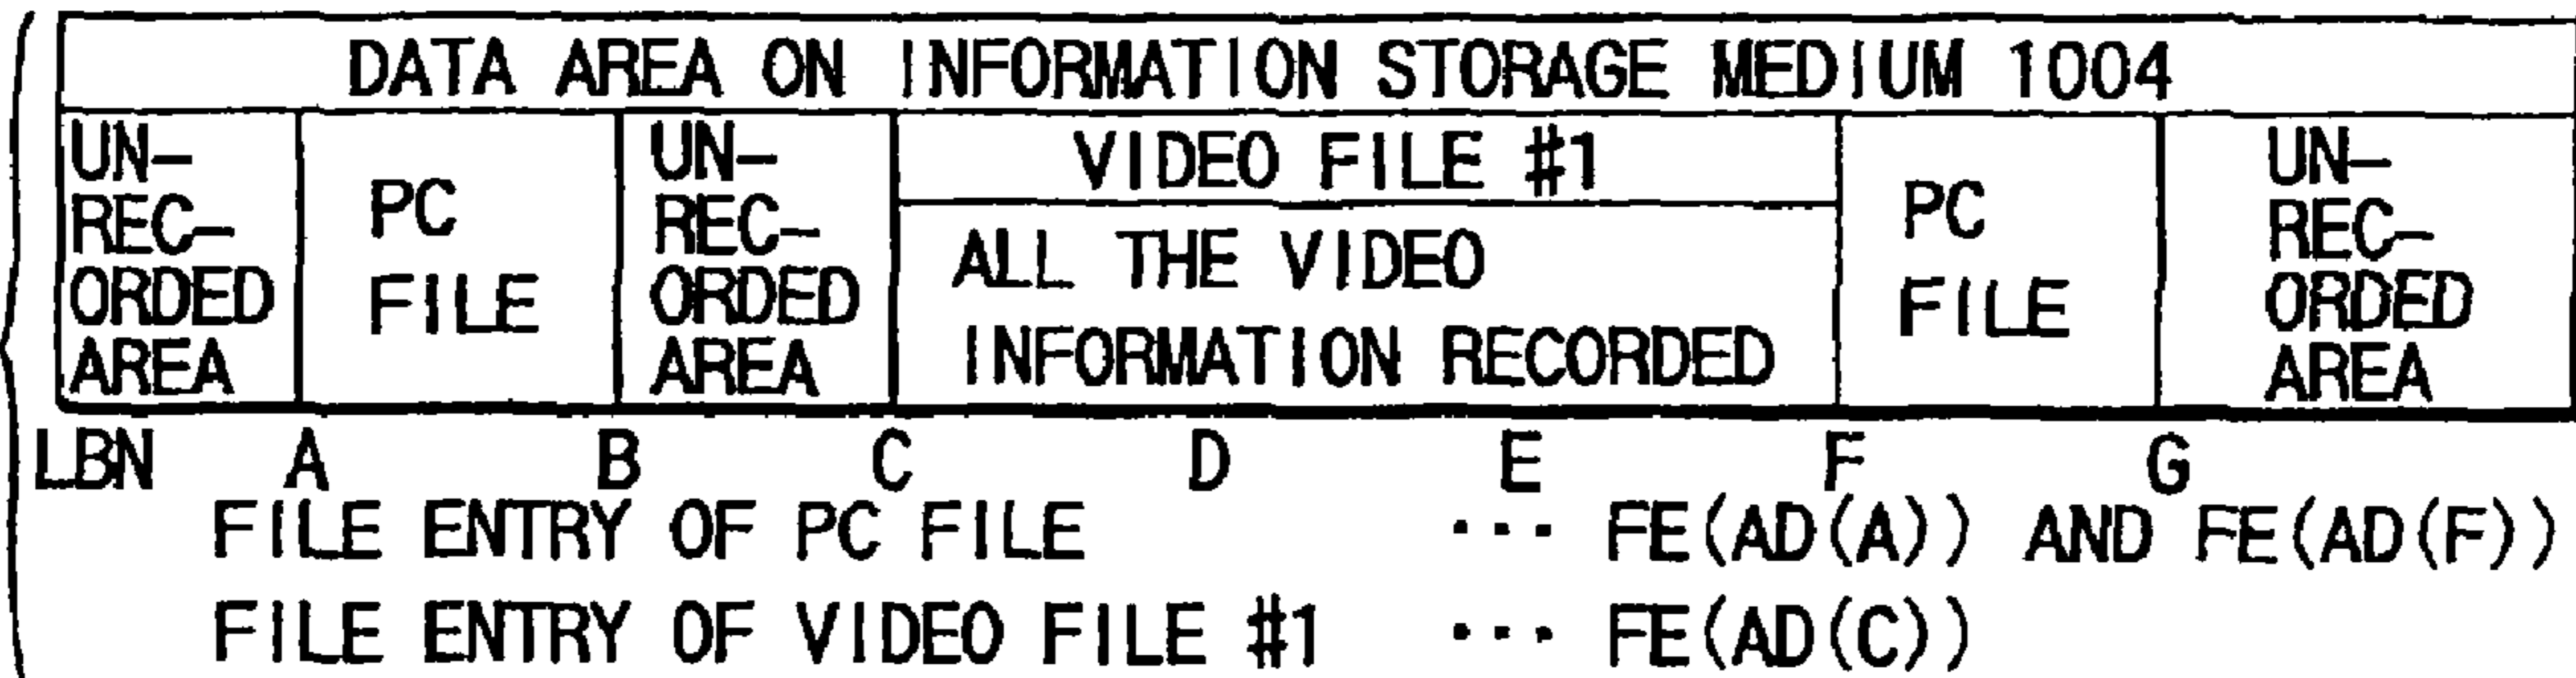 DATA AREA ON INFORMATION STORAGE MEDIUM 1004
UN-
REC-
ORDED
AREA
PC
FILE
UN-
REC-
ORDED
AREA
VIDEO FILE #1
ALL THE VIDEO
INFORMATION RECORDED
PC
FILE
UN-
REC-
ORDED
AREA
LBN A B C D E F G
FILE ENTRY OF PC FILE ··· FE(AD(A)) AND FE(AD(F))
FILE ENTRY OF VIDEO FILE #1 ··· FE(AD(C))